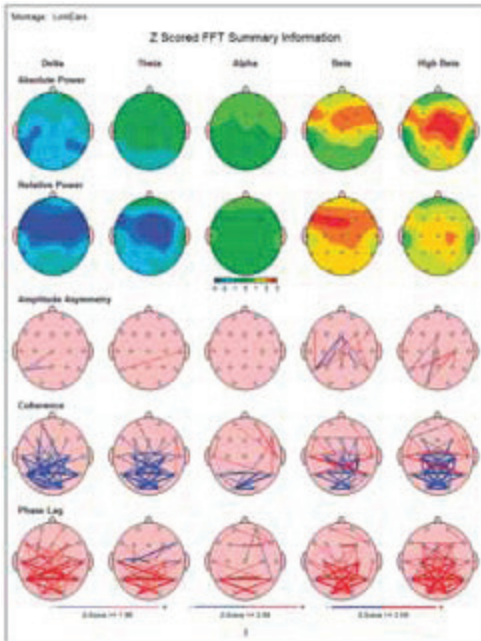 Montage: LinkEars
Z Scored FFT Summary Information
Delta Theta Alpha Beta High Beta
Absolute Power
Relative Power
Amplitude Asymmetry
Coherence
Phase Lag